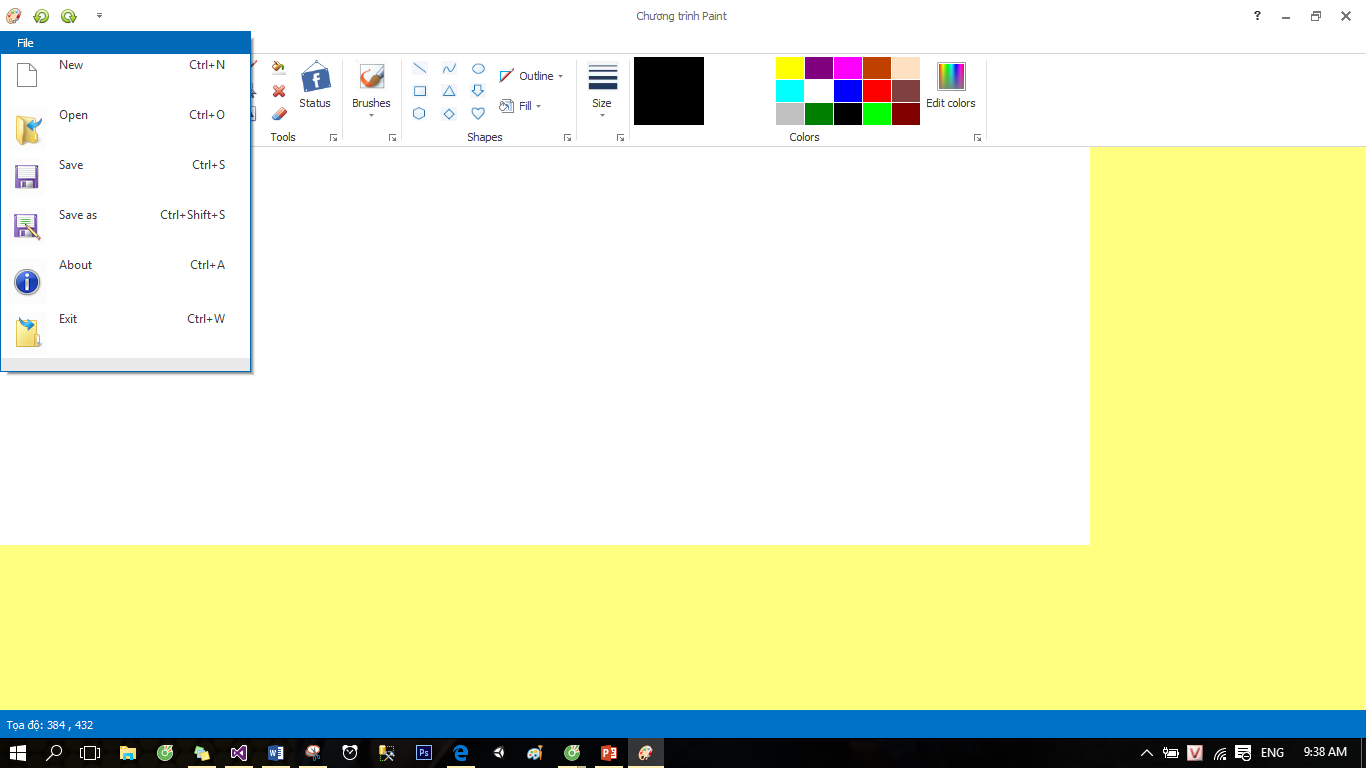 Chương trình Paint
?
File
New Ctrl+N
Open Ctrl+O
Save Ctrl+S
Save as Ctrl+Shift+S
About Ctrl+A
Exit Ctrl+W
Status
Brushes
Outline
Fill
Size
Edit colors
Tools
Shapes
Colors
Tọa độ: 384 , 432
Ps
ENG
9:38 AM